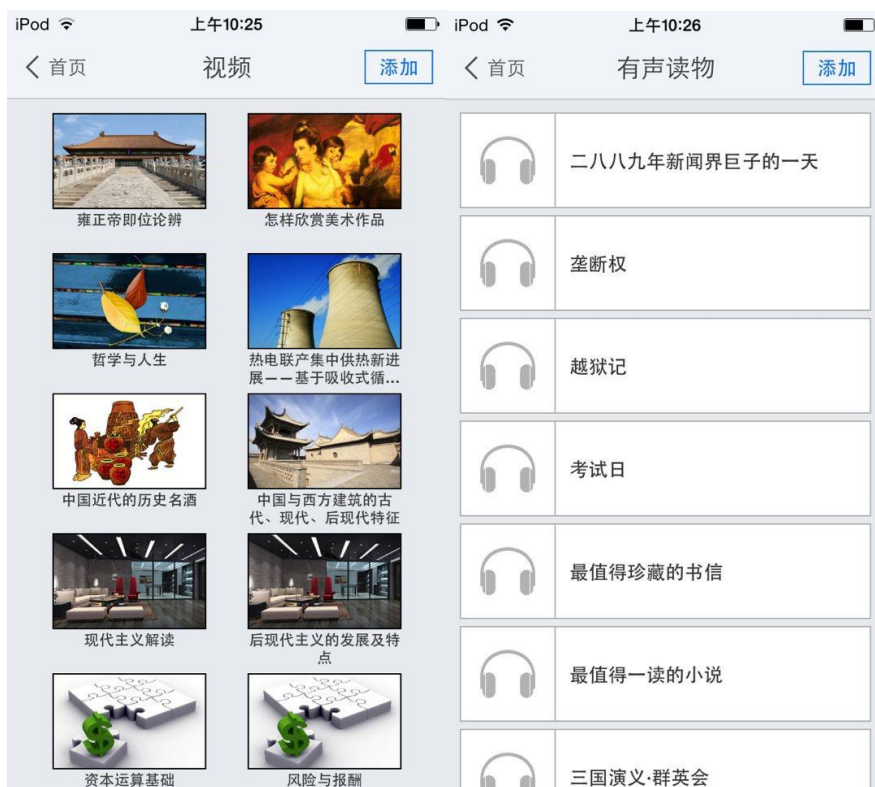 iPod 上午10:25
首页 视频 添加
雍正帝即位论辨 怎样欣赏美术作品
哲学与人生 热电联产集中供热新进
展——基于吸收式循...
中国近代的历史名酒 中国与西方建筑的古
代、现代、后现代特征
现代主义解读 后现代主义的发展及特
点
资本运算基础 风险与报酬
iPod 上午10:26
首页 有声读物 添加
二八八九年新闻界巨子的一天
垄断权
越狱记
考试日
最值得珍藏的书信
最值得一读的小说
三国演义·群英会